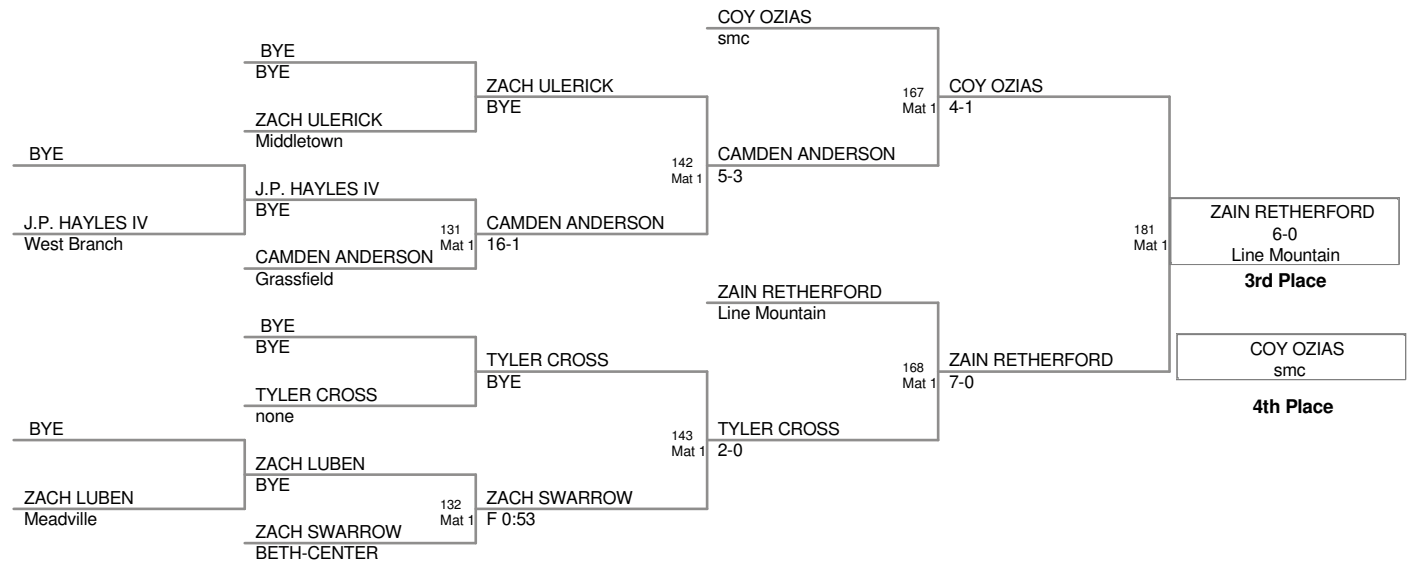 COY OZIAS
smc
BYE
BYE
ZACH ULERICK
BYE
167
Mat 1
COY OZIAS
4-1
ZACH ULERICK
Middletown
BYE
142
Mat 1
CAMDEN ANDERSON
5-3
J.P. HAYLES IV
BYE
J.P. HAYLES IV
West Branch
131
Mat 1
CAMDEN ANDERSON
16-1
CAMDEN ANDERSON
Grassfield
181
Mat 1
ZAIN RETHERFORD
6-0
Line Mountain
3rd Place
ZAIN RETHERFORD
Line Mountain
BYE
BYE
TYLER CROSS
BYE
168
Mat 1
ZAIN RETHERFORD
7-0
COY OZIAS
smc
4th Place
TYLER CROSS
none
BYE
143
Mat 1
TYLER CROSS
2-0
ZACH LUBEN
BYE
ZACH LUBEN
Meadville
132
Mat 1
ZACH SWARROW
F 0:53
ZACH SWARROW
BETH-CENTER